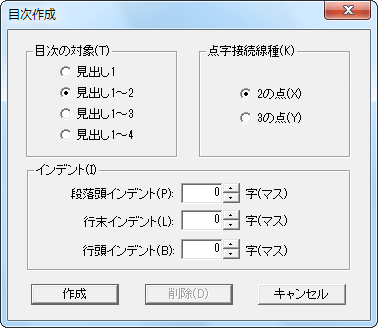 目次作成
目次の対象(T)
見出し1
見出し1～2
見出し1～3
見出し1～4
点字接続線種(K)
2の点(X)
3の点(Y)
インデント(I)
段落頭インデント(P): 0 字(マス)
行末インデント(L): 0 字(マス)
行頭インデント(B): 0 字(マス)
作成 削除(D) キャンセル